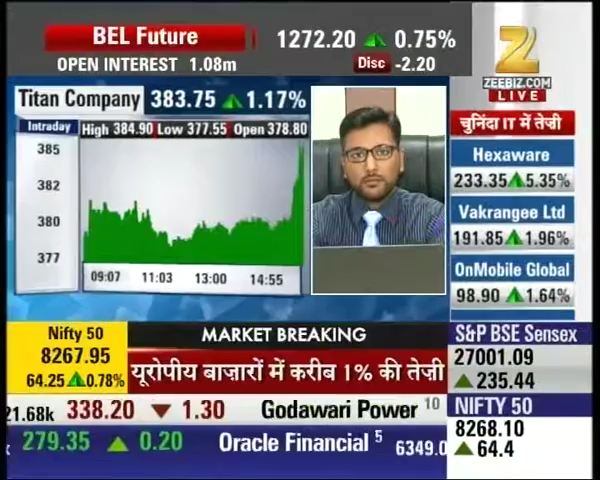 BEL Future
1272.20 0.75%
OPEN INTEREST 1.08m
Disc -2.20
Z
ZEEBIZ.COM
LIVE
Titan Company 383.75 1.17%
Intraday High 384.90 Low 377.55 Open 378.80
385
382
380
377
09:07 11:03 13:00 14:55
चुनिंदा IT में तेजी
Hexaware
233.35 5.35%
Vakrangee Ltd
191.85 1.96%
OnMobile Global
98.90 1.64%
Nifty 50
8267.95
64.25 0.78%
MARKET BREAKING
यूरोपीय बाज़ारों में करीब 1% की तेजी
S&P BSE Sensex
27001.09
235.44
NIFTY 50
8268.10
64.4
21.68k 338.20 1.30 Godawari Power 10
k 279.35 0.20 Oracle Financial 5 6349.0